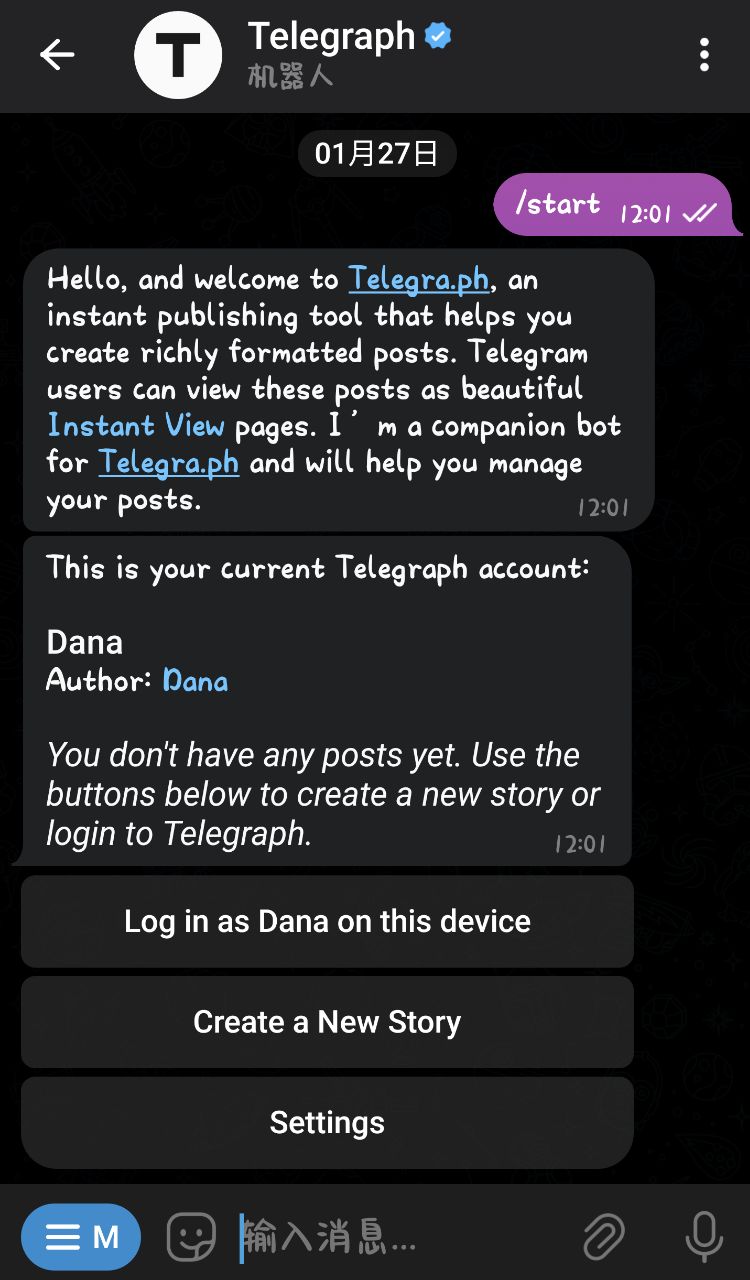 Telegraph
机器人
01月27日
/start 12:01
Hello, and welcome to Telegra.ph, an
instant publishing tool that helps you
create richly formatted posts. Telegram
users can view these posts as beautiful
Instant View pages. I’m a companion bot
for Telegra.ph and will help you manage
your posts. 12:01
This is your current Telegraph account:
Dana
Author: Dana
You don't have any posts yet. Use the
buttons below to create a new story or
login to Telegraph. 12:01
Log in as Dana on this device
Create a New Story
Settings
M 输入消息...